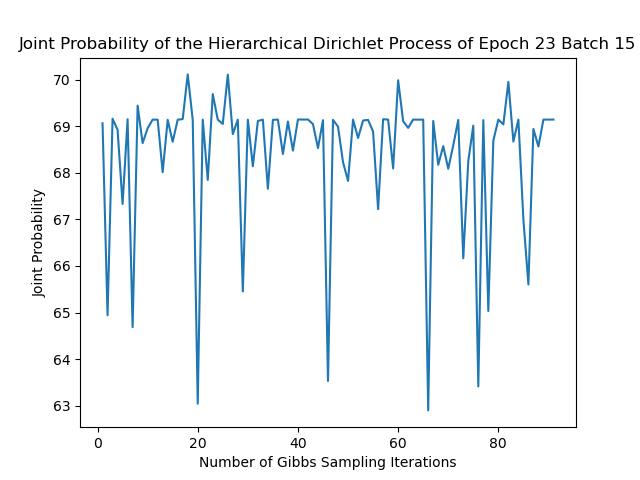 Joint Probability of the Hierarchical Dirichlet Process of Epoch 23 Batch 15
70
69
68
67
66
65
64
63
Joint Probability
0 20 40 60 80
Number of Gibbs Sampling Iterations